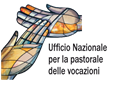 Ufficio Nazionale
per la pastorale
delle vocazioni